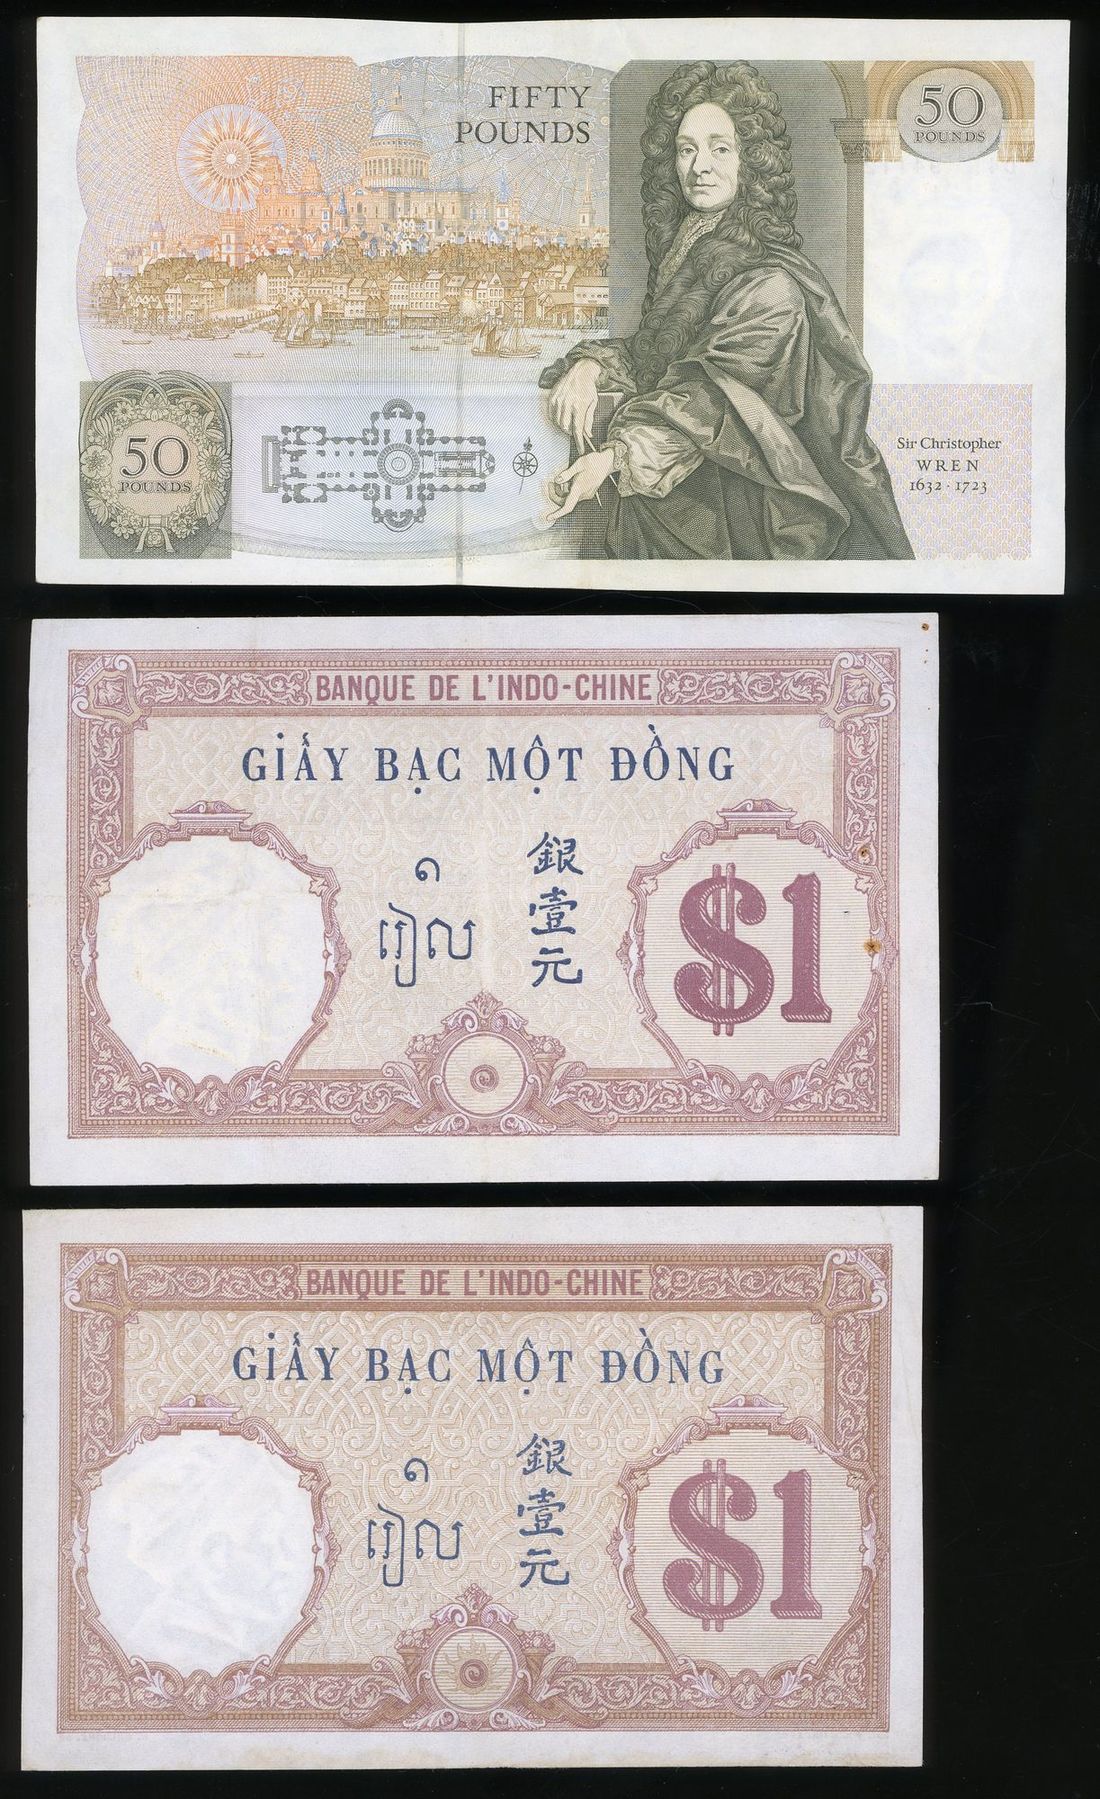 FIFTY
POUNDS
50
POUNDS
50
POUNDS
Sir Christopher
WREN
1632 · 1723
BANQUE DE L'INDO-CHINE
GIẤY BẠC MỘT ĐỒNG
១
រៀល
銀
壹
元
$1
BANQUE DE L'INDO-CHINE
GIẤY BẠC MỘT ĐỒNG
១
រៀល
銀
壹
元
$1